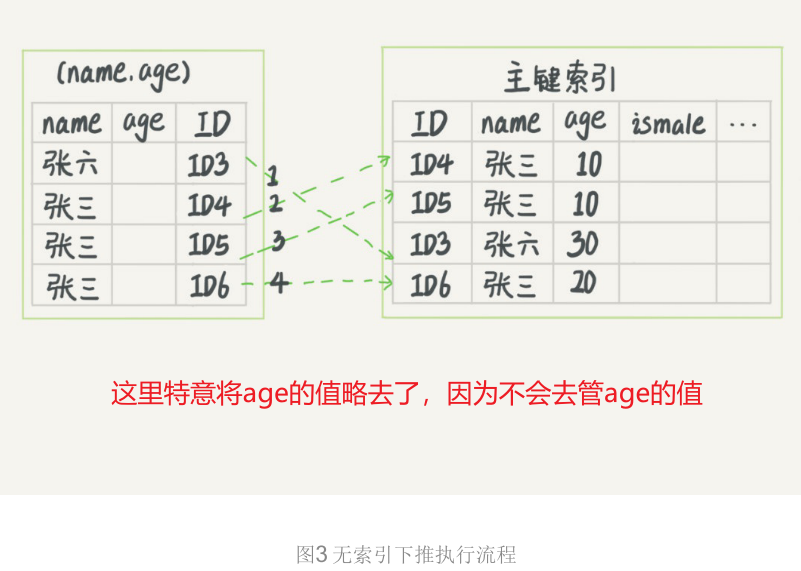 (name.age)
name age ID
张六 ID3
张三 ID4
张三 ID5
张三 ID6
1
2
3
4
主键索引
ID name age ismale ...
ID4 张三 10
ID5 张三 10
ID3 张六 30
ID6 张三 20
这里特意将age的值略去了，因为不会去管age的值
图3 无索引下推执行流程